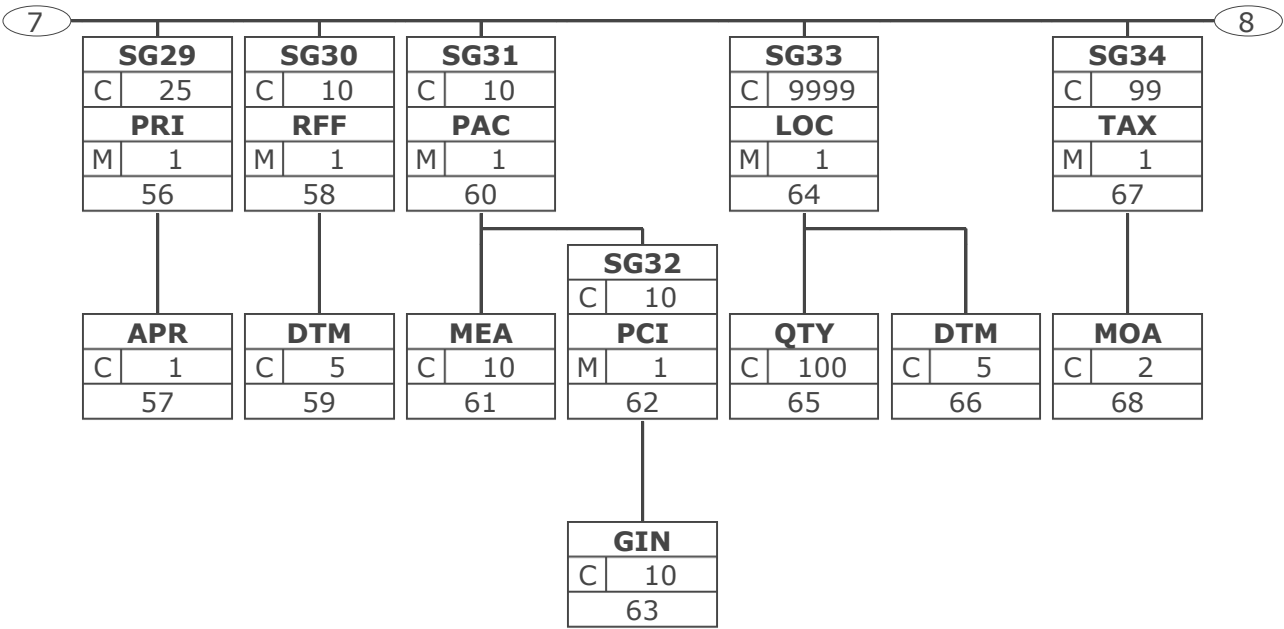 7 8
SG29 SG30 SG31 SG33 SG34
C 25 C 10 C 10 C 9999 C 99
PRI RFF PAC LOC TAX
M 1 M 1 M 1 M 1 M 1
56 58 60 64 67
SG32
C 10
APR DTM MEA PCI QTY DTM MOA
C 1 C 5 C 10 M 1 C 100 C 5 C 2
57 59 61 62 65 66 68
GIN
C 10
63